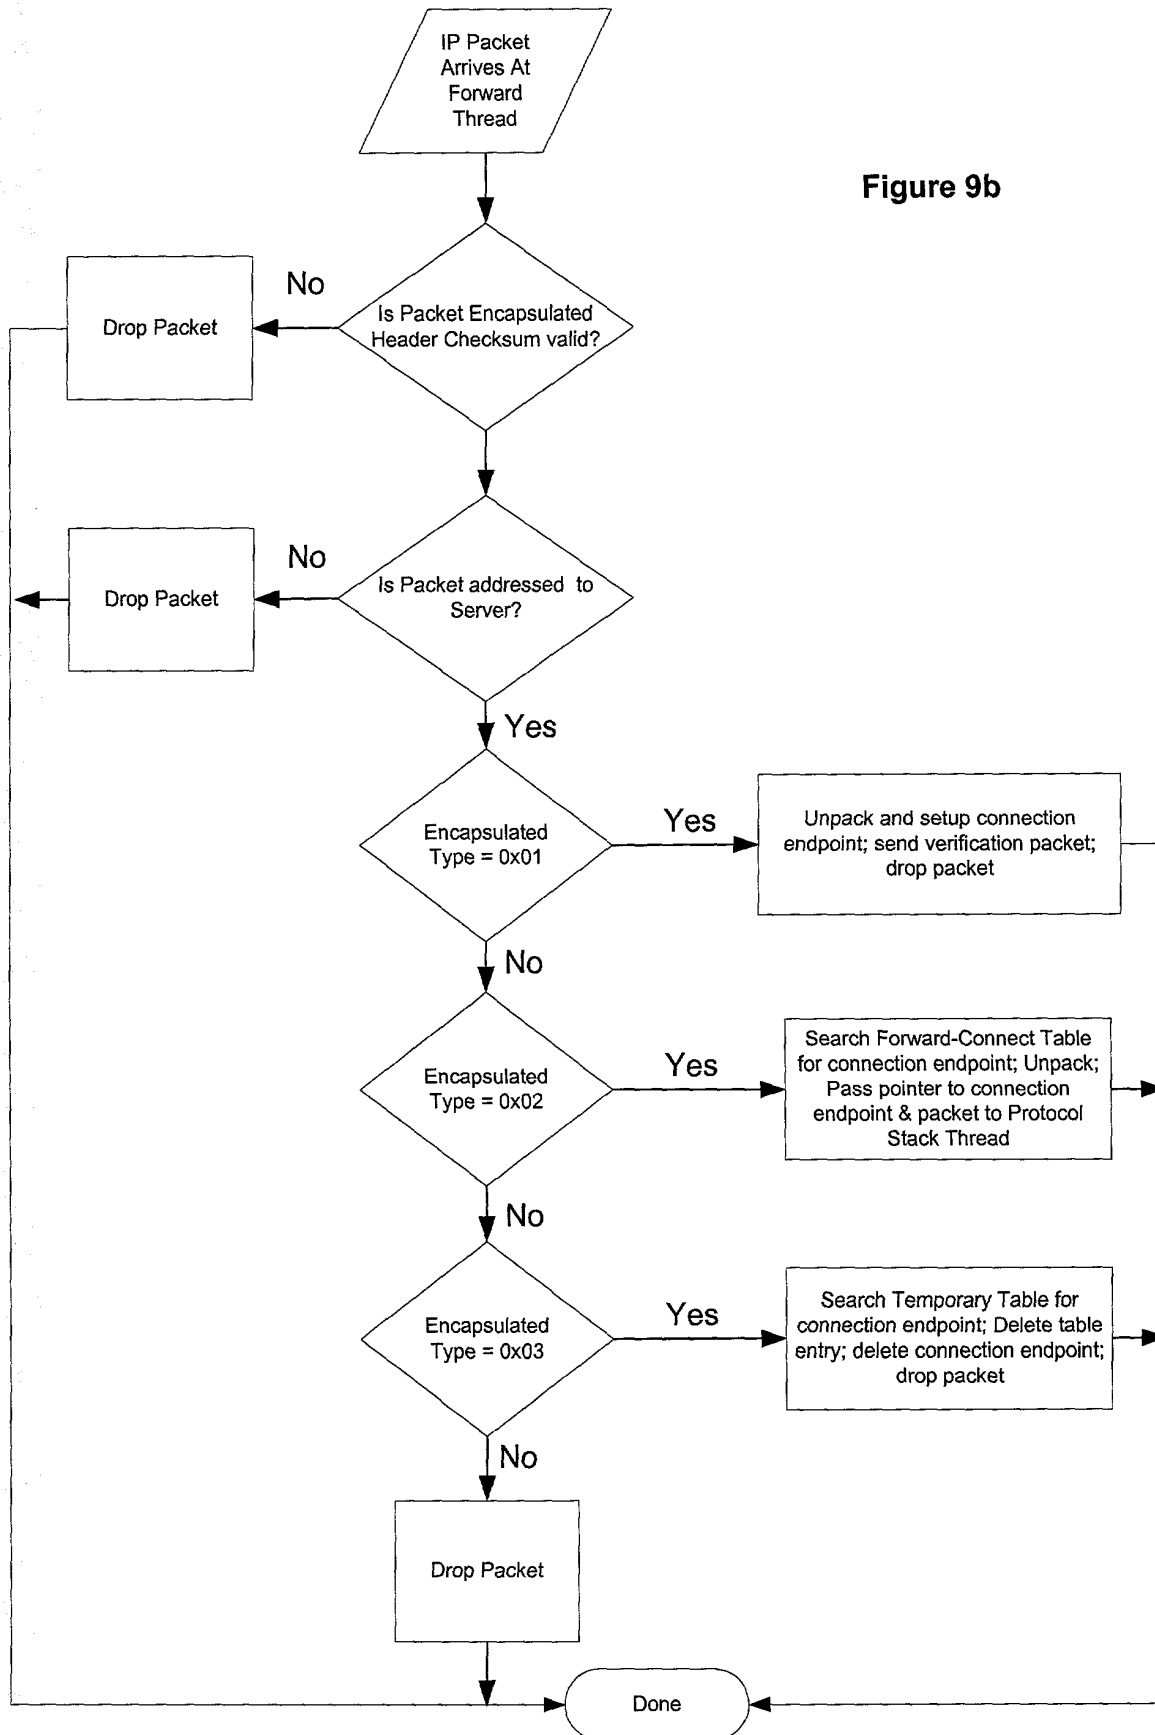 IP Packet
Arrives At
Forward
Thread
Figure 9b
No
Drop Packet
Is Packet Encapsulated
Header Checksum valid?
No
Drop Packet
Is Packet addressed to
Server?
Yes
Encapsulated
Type = 0x01
Yes
Unpack and setup connection
endpoint; send verification packet;
drop packet
No
Encapsulated
Type = 0x02
Yes
Search Forward-Connect Table
for connection endpoint; Unpack;
Pass pointer to connection
endpoint & packet to Protocol
Stack Thread
No
Encapsulated
Type = 0x03
Yes
Search Temporary Table for
connection endpoint; Delete table
entry; delete connection endpoint;
drop packet
No
Drop Packet
Done